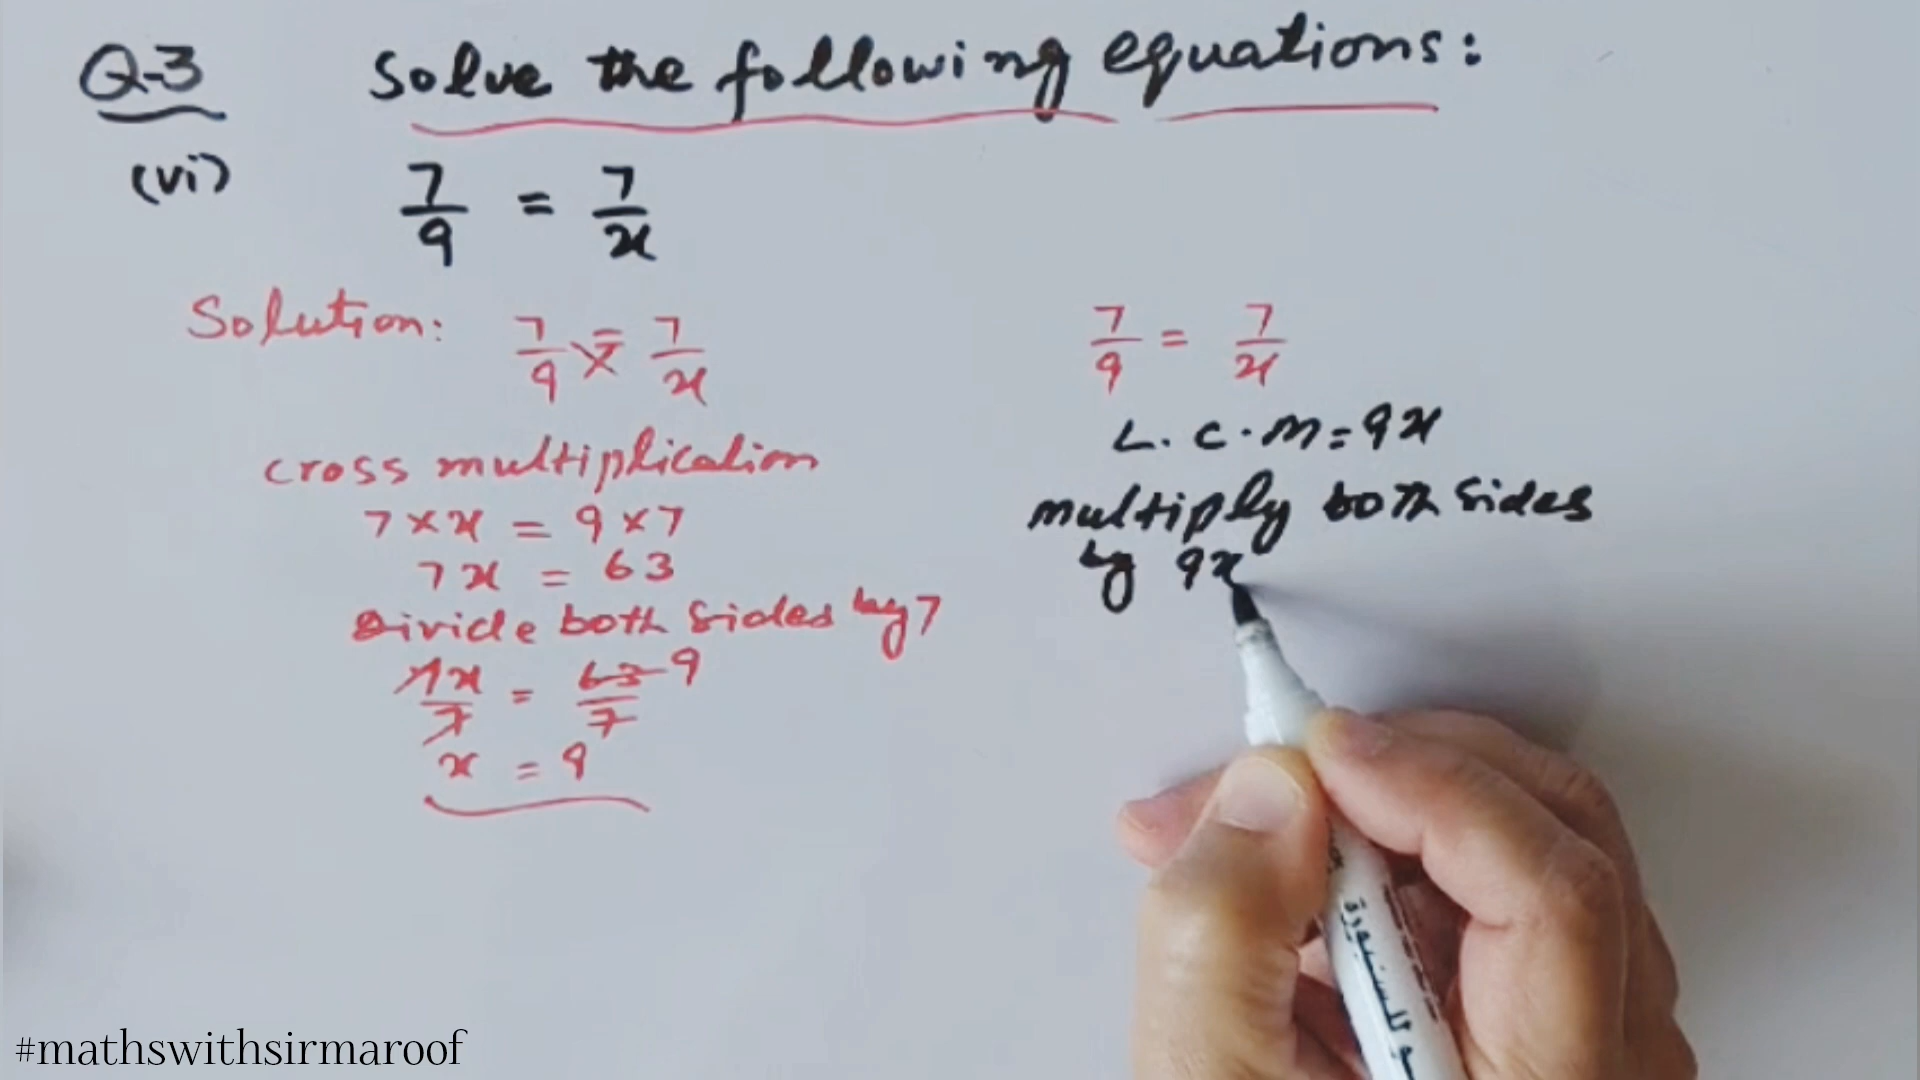 Q-3 Solve the following equations:
(vi) 7/9 = 7/x
Solution: 7/9 = 7/x
cross multiplication
7 × x = 9 × 7
7x = 63
Divide both sides by 7
7x/7 = 63/7 9
x = 9
7/9 = 7/x
L.C.M = 9x
multiply both sides
by 9x
#mathswithsirmaroof